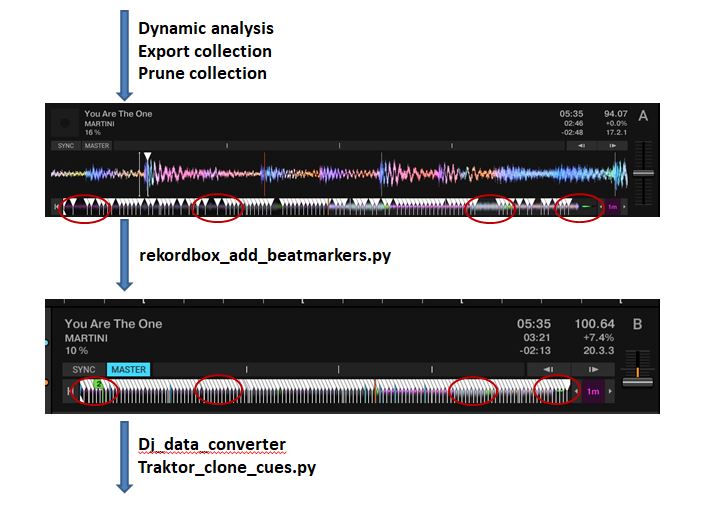 Dynamic analysis
Export collection
Prune collection
You Are The One 05:35 94.07 A
MARTINI 02:46 +0.0%
16 % -02:48 17.2.1
SYNC MASTER
1m
rekordbox_add_beatmarkers.py
You Are The One 05:35 100.64 B
MARTINI 03:21 +7.4%
10 % -02:13 20.3.3
SYNC MASTER
2
1m
Dj_data_converter
Traktor_clone_cues.py